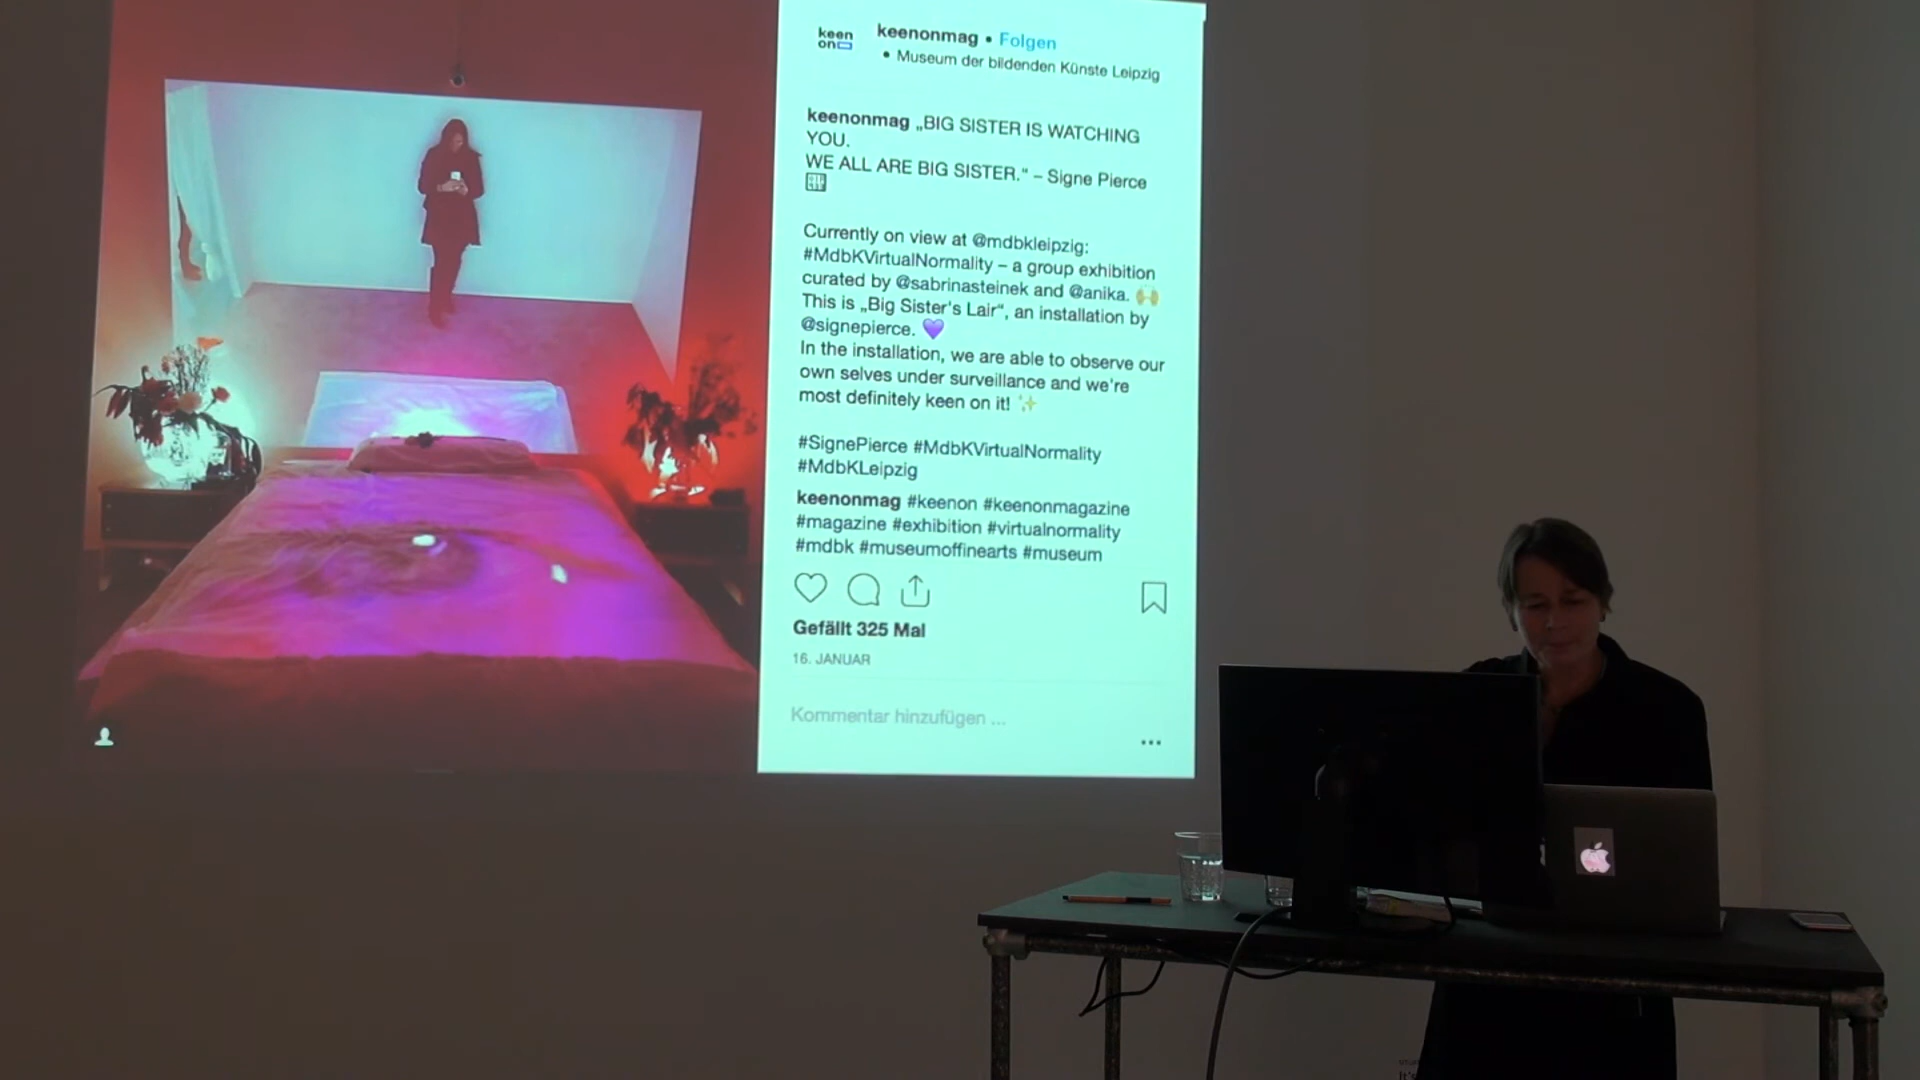 keen
on
keenonmag • Folgen
• Museum der bildenden Künste Leipzig
keenonmag „BIG SISTER IS WATCHING
YOU.
WE ALL ARE BIG SISTER.“ – Signe Pierce
Currently on view at @mdbkleipzig:
#MdbKVirtualNormality – a group exhibition
curated by @sabrinasteinek and @anika. 🙌
This is „Big Sister's Lair“, an installation by
@signepierce. 💜
In the installation, we are able to observe our
own selves under surveillance and we're
most definitely keen on it! ✨
#SignePierce #MdbKVirtualNormality
#MdbKLeipzig
keenonmag #keenon #keenonmagazine
#magazine #exhibition #virtualnormality
#mdbk #museumoffinearts #museum
Gefällt 325 Mal
16. JANUAR
Kommentar hinzufügen ...